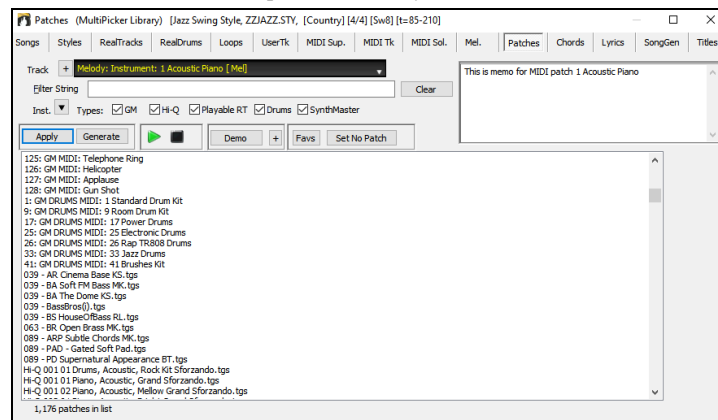 Patches (MultiPicker Library) [Jazz Swing Style, ZZJAZZ.STY, [Country] [4/4] [Sw8] [t=85-210]
Songs Styles RealTracks RealDrums Loops UserTk MIDI Sup. MIDI Tk MIDI Sol. Mel. Patches Chords Lyrics SongGen Titles
Track + Melody: Instrument: 1 Acoustic Piano [ Mel]
This is memo for MIDI patch 1 Acoustic Piano
Filter String Clear
Inst. Types: GM Hi-Q Playable RT Drums SynthMaster
Apply Generate Demo + Favs Set No Patch
125: GM MIDI: Telephone Ring
126: GM MIDI: Helicopter
127: GM MIDI: Applause
128: GM MIDI: Gun Shot
1: GM DRUMS MIDI: 1 Standard Drum Kit
9: GM DRUMS MIDI: 9 Room Drum Kit
17: GM DRUMS MIDI: 17 Power Drums
25: GM DRUMS MIDI: 25 Electronic Drums
26: GM DRUMS MIDI: 26 Rap TR808 Drums
33: GM DRUMS MIDI: 33 Jazz Drums
41: GM DRUMS MIDI: 41 Brushes Kit
039 - AR Cinema Base KS.tgs
039 - BA Soft FM Bass MK.tgs
039 - BA The Dome KS.tgs
039 - BassBros(i).tgs
039 - BS HouseOfBass RL.tgs
063 - BR Open Brass MK.tgs
089 - ARP Subtle Chords MK.tgs
089 - PAD - Gated Soft Pad.tgs
089 - PD Supernatural Appearance BT.tgs
Hi-Q 001 01 Drums, Acoustic, Rock Kit Sforzando.tgs
Hi-Q 001 01 Piano, Acoustic, Grand Sforzando.tgs
Hi-Q 001 02 Piano, Acoustic, Mellow Grand Sforzando.tgs
1,176 patches in list